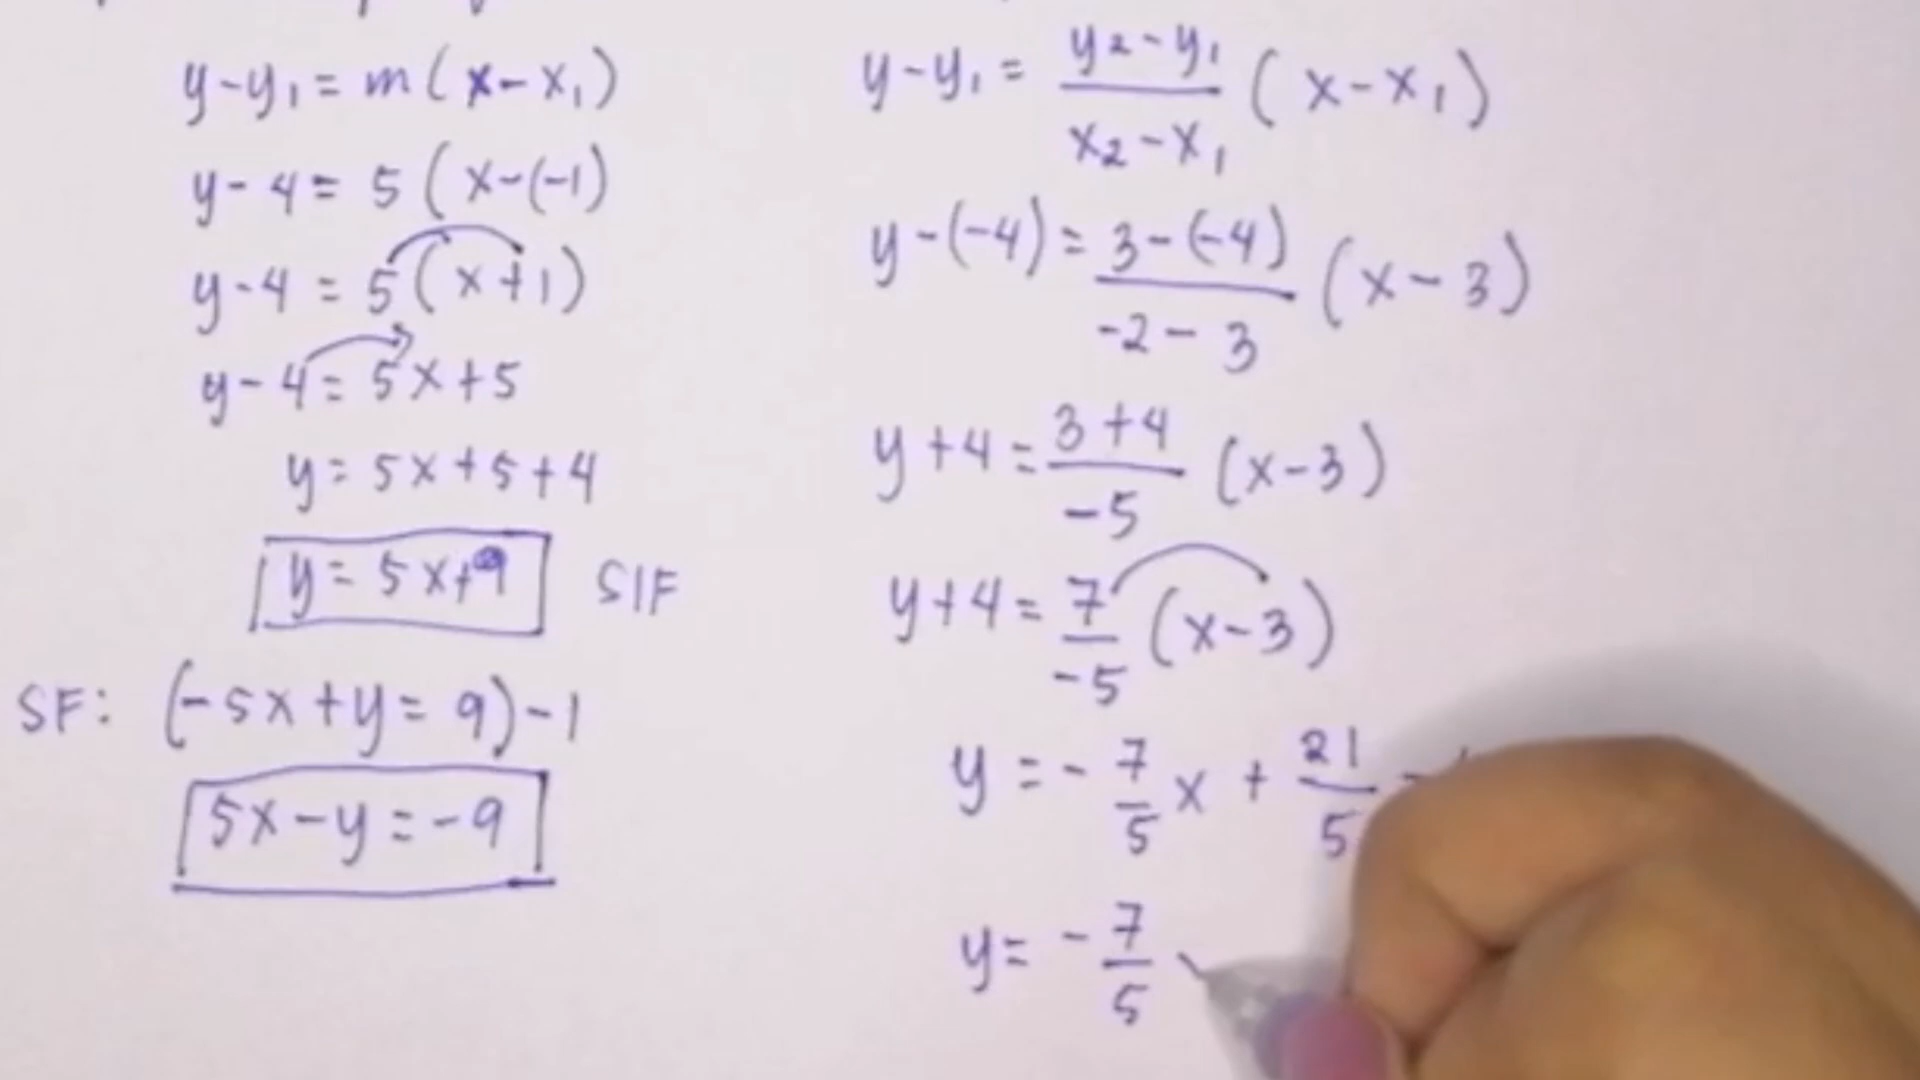 y-y₁ = m(x-x₁)
y-4 = 5(x-(-1)
y-4 = 5(x+1)
y-4 = 5x+5
y = 5x+5+4
y = 5x+9 SIF
SF: (-5x+y = 9)-1
5x-y = -9
y-y₁ = y₂-y₁/x₂-x₁ (x-x₁)
y-(-4) = 3-(-4)/-2-3 (x-3)
y+4 = 3+4/-5 (x-3)
y+4 = 7/-5 (x-3)
y = -7/5 x + 21/5 -
y = -7/5